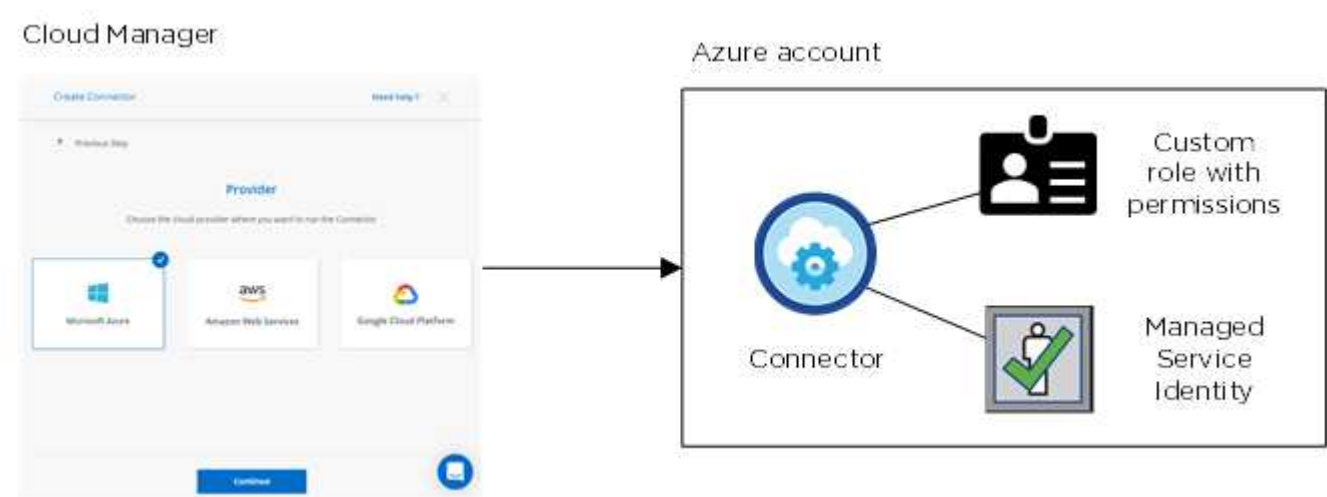 Cloud Manager
Create Connector
Need help?
Previous Step
Provider
Choose the cloud provider where you want to run the Connector
Microsoft Azure
aws
Amazon Web Services
Google Cloud Platform
Continue
Azure account
Connector
Custom
role with
permissions
Managed
Service
Identity